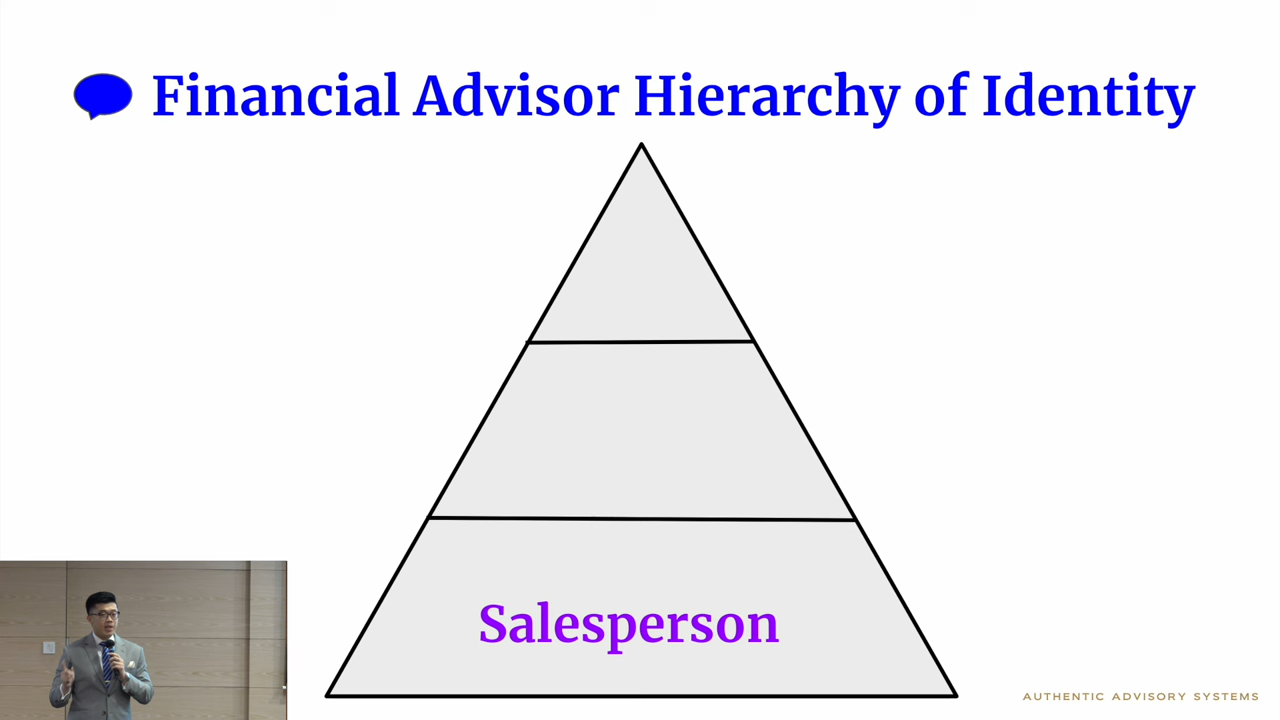 Financial Advisor Hierarchy of Identity
Salesperson
AUTHENTIC ADVISORY SYSTEMS